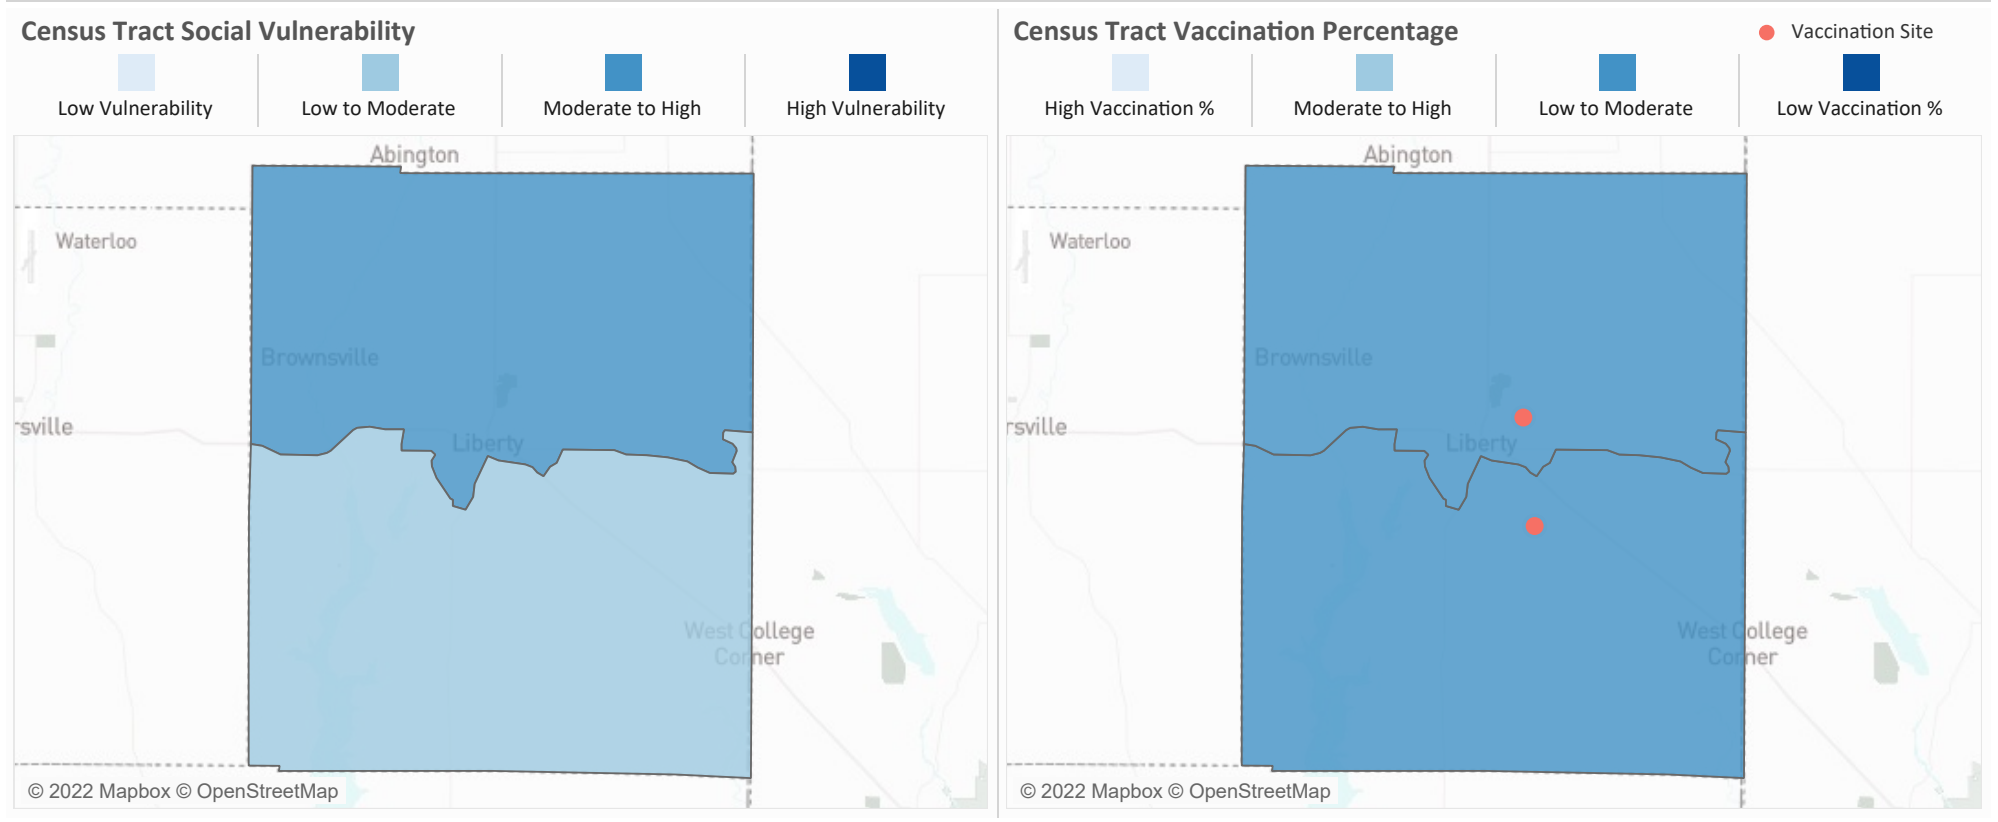 Census Tract Social Vulnerability
Low Vulnerability
Low to Moderate
Moderate to High
High Vulnerability
Abington
Waterloo
Brownsville
rsville
Liberty
West College
Corner
© 2022 Mapbox © OpenStreetMap
Census Tract Vaccination Percentage
Vaccination Site
High Vaccination %
Moderate to High
Low to Moderate
Low Vaccination %
Abington
Waterloo
Brownsville
rsville
Liberty
West College
Corner
© 2022 Mapbox © OpenStreetMap